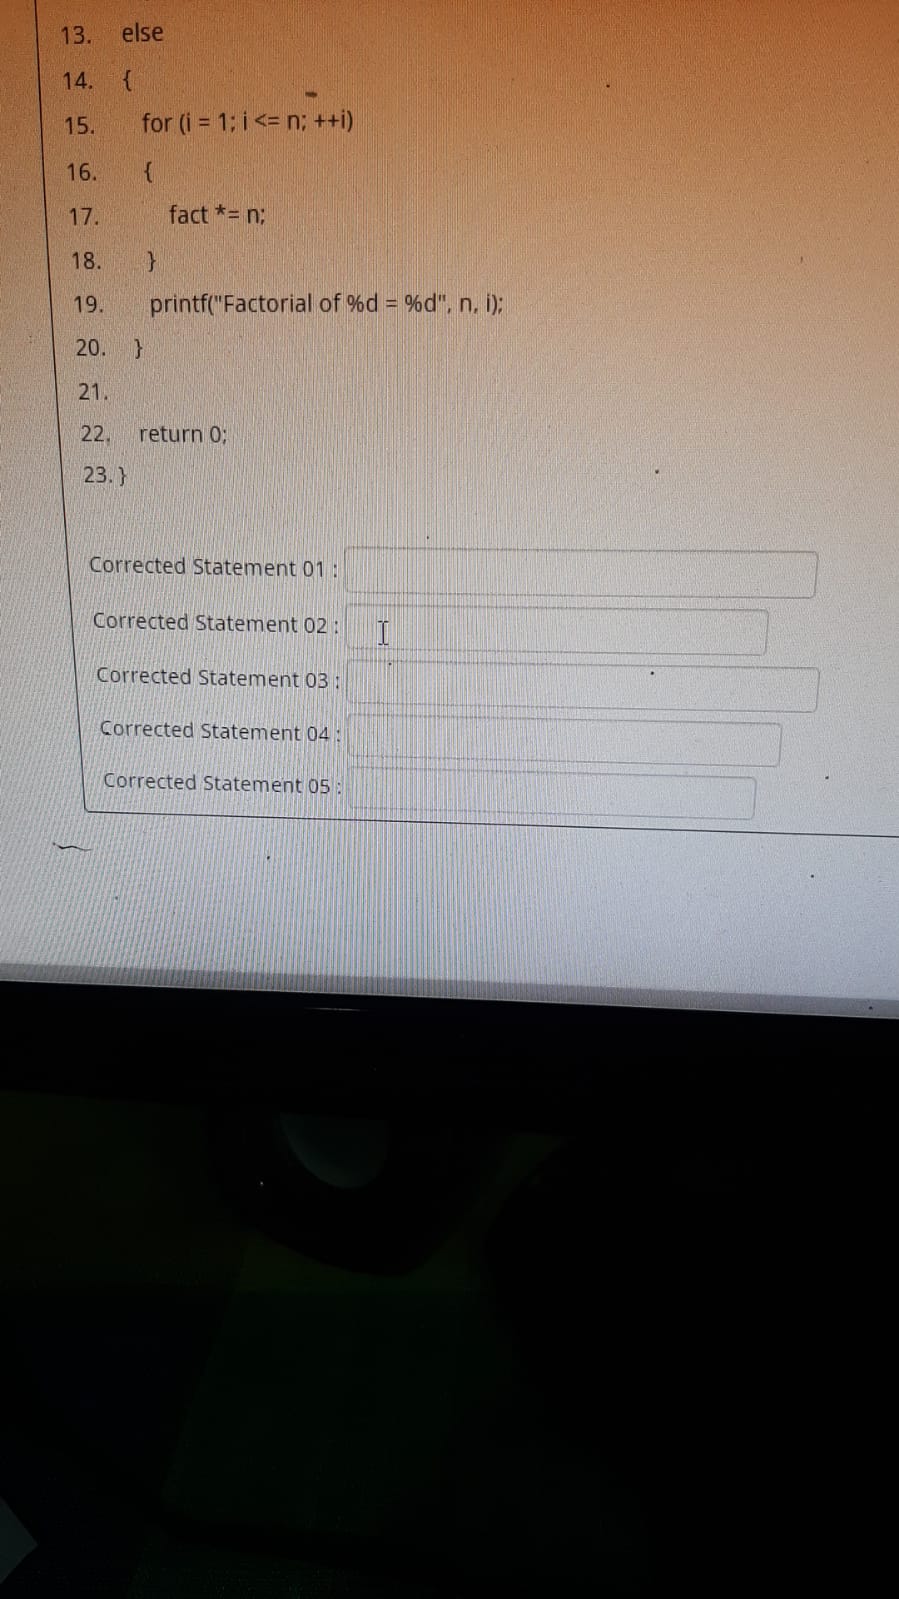 13. else
14. {
15. for (i = 1; i <= n; ++i)
16. {
17. fact *= n;
18. }
19. printf("Factorial of %d = %d", n, i);
20. }
21.
22. return 0;
23. }
Corrected Statement 01 :
Corrected Statement 02 :
Corrected Statement 03 :
Corrected Statement 04 :
Corrected Statement 05 :